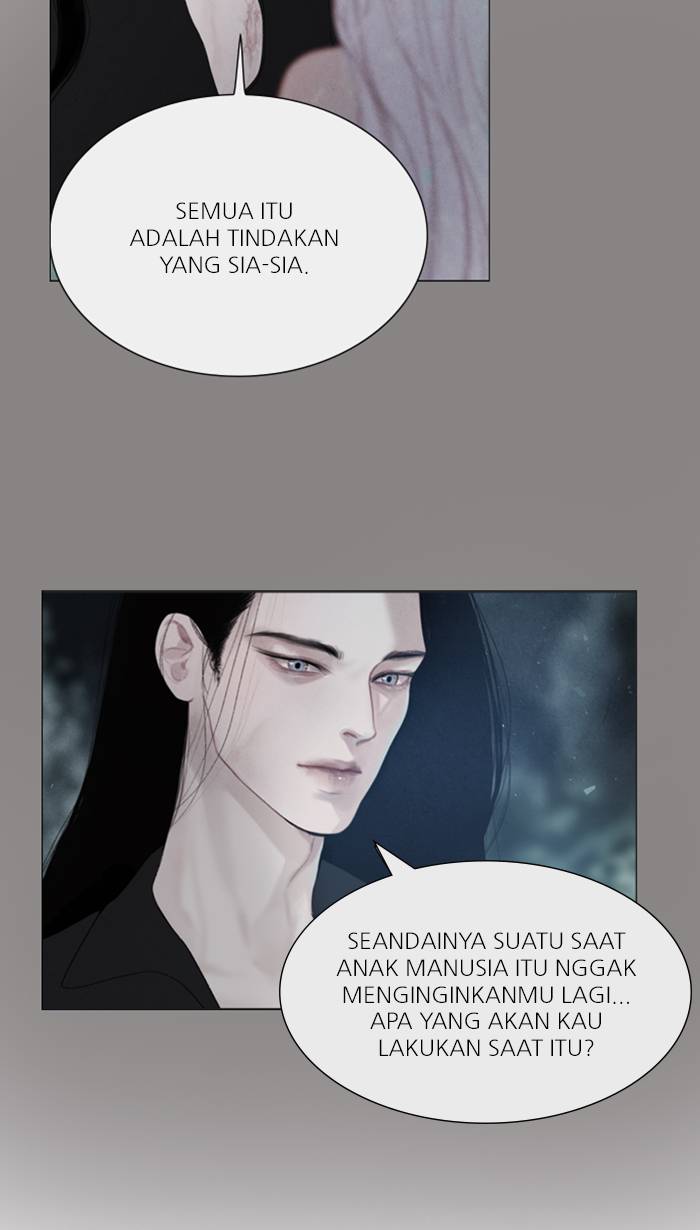 SEMUA ITU
ADALAH TINDAKAN
YANG SIA-SIA.
SEANDAINYA SUATU SAAT
ANAK MANUSIA ITU NGGAK
MENGINGINKANMU LAGI...
APA YANG AKAN KAU
LAKUKAN SAAT ITU?